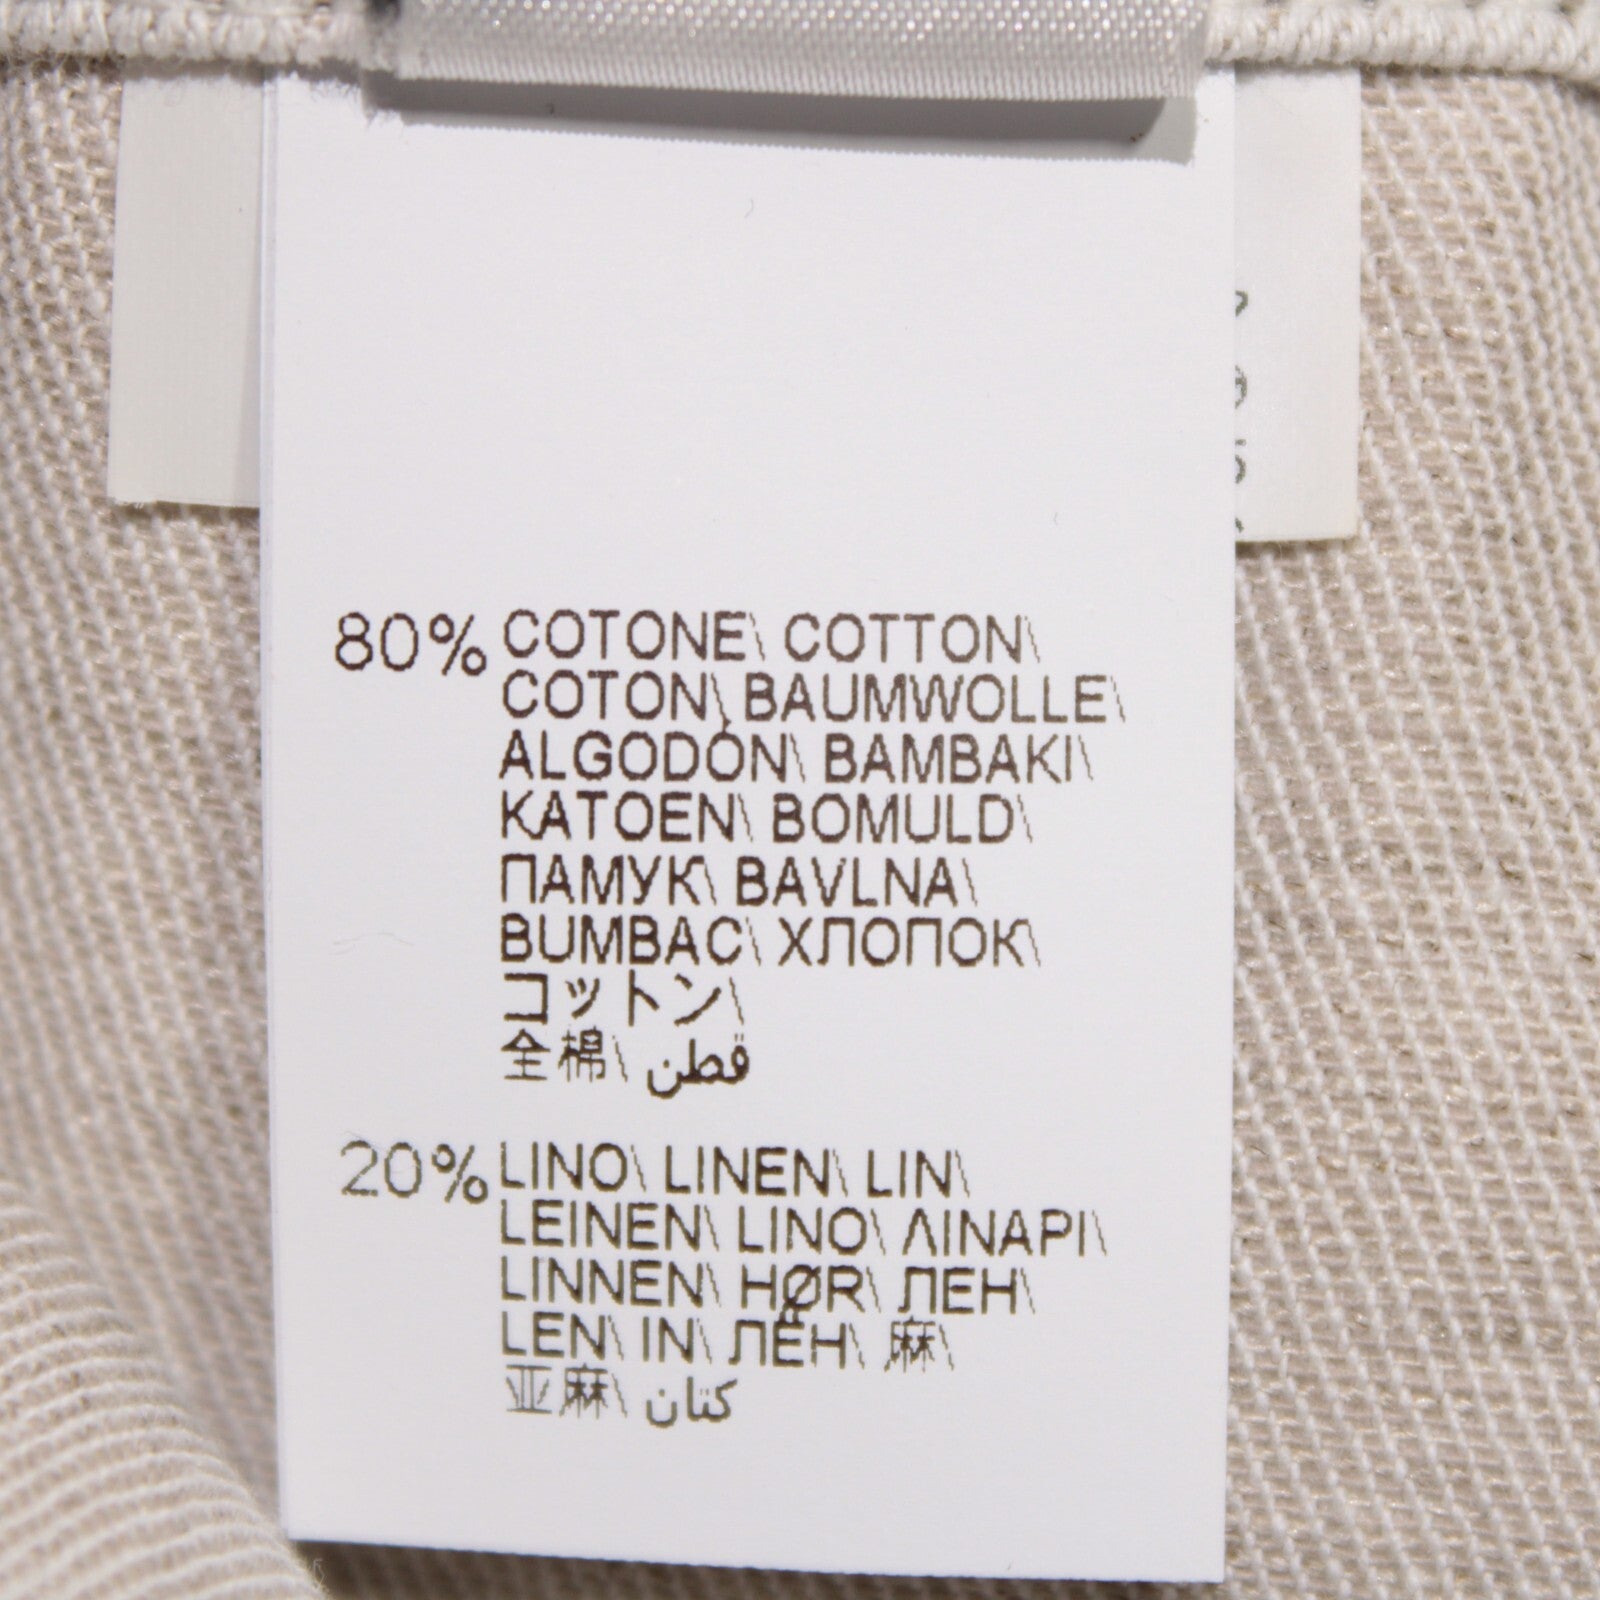 80% COTONE\ COTTON\
COTON\ BAUMWOLLE\
ALGODÓN\ BAMBAKI\
KATOEN\ BOMULD\
ПАМУК\ BAVLNA\
BUMBAC\ ХЛОПОК\
コットン\
全棉\ قطن
20% LINO\ LINEN\ LIN\
LEINEN\ LINO\ ΛINAPI\
LINNEN\ HØR\ ЛЕН\
LEN\ IN\ ЛЁН\ 麻\
亚麻\ كتان